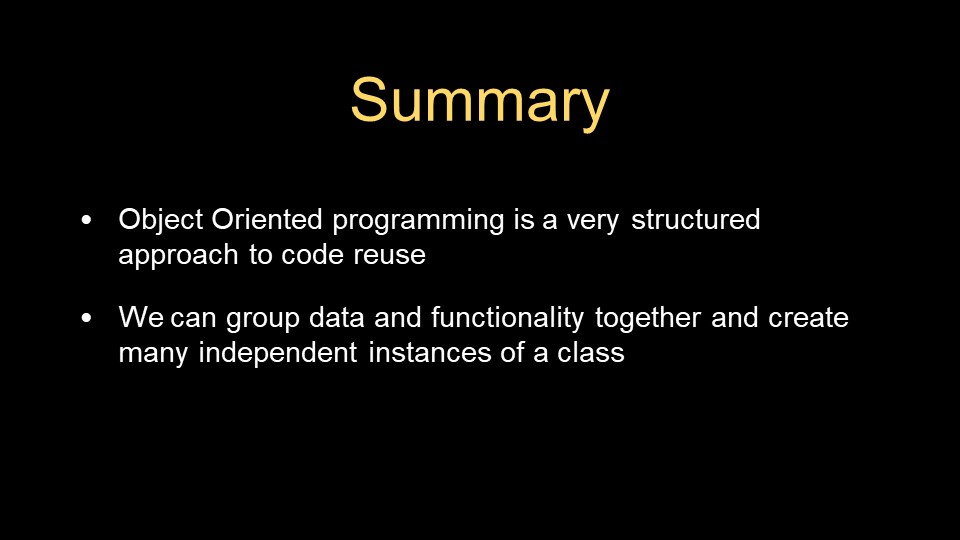 Summary
• Object Oriented programming is a very structured
approach to code reuse
• We can group data and functionality together and create
many independent instances of a class